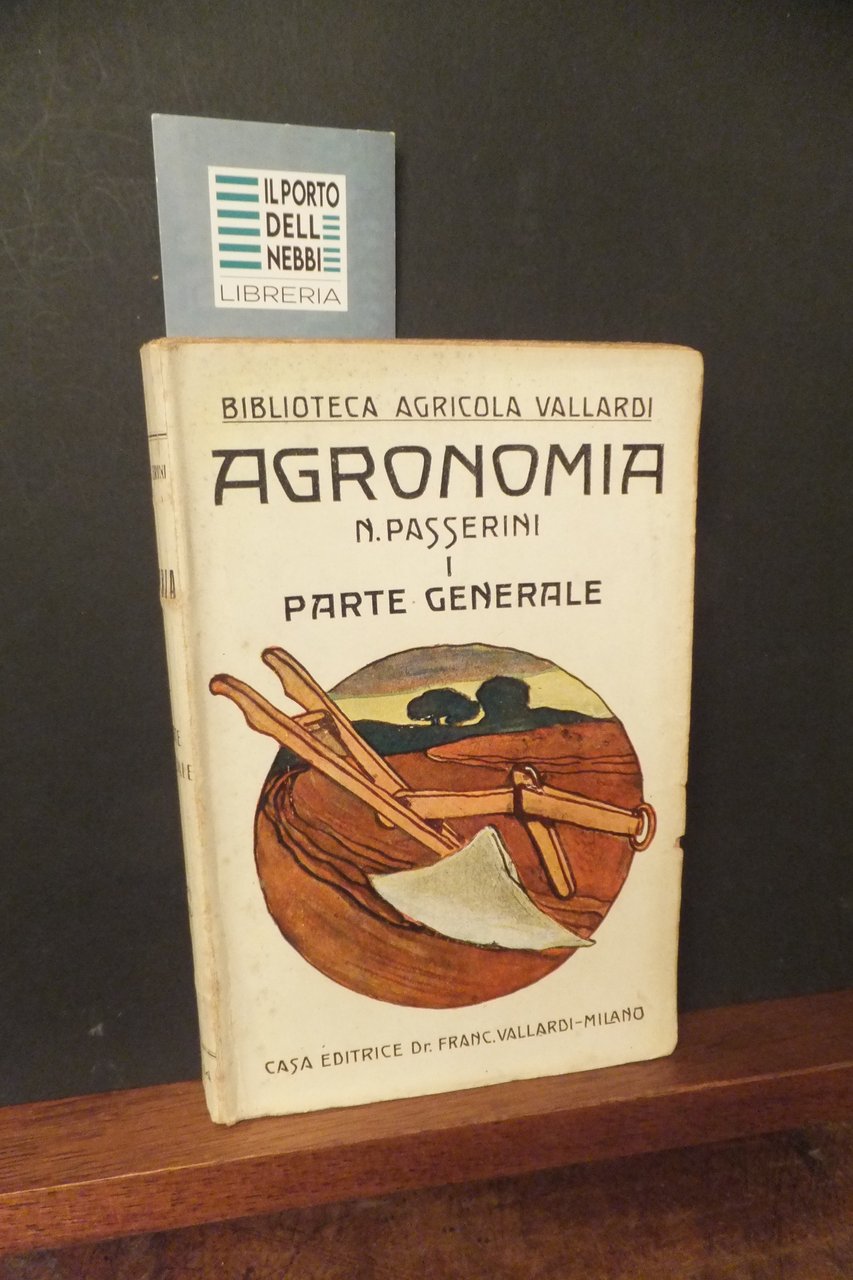 IL PORTO
DELLE
NEBBIE
LIBRERIA
BIBLIOTECA AGRICOLA VALLARDI
AGRONOMIA
N. PASSERINI
I
PARTE GENERALE
CASA EDITRICE Dr. FRANC. VALLARDI-MILANO